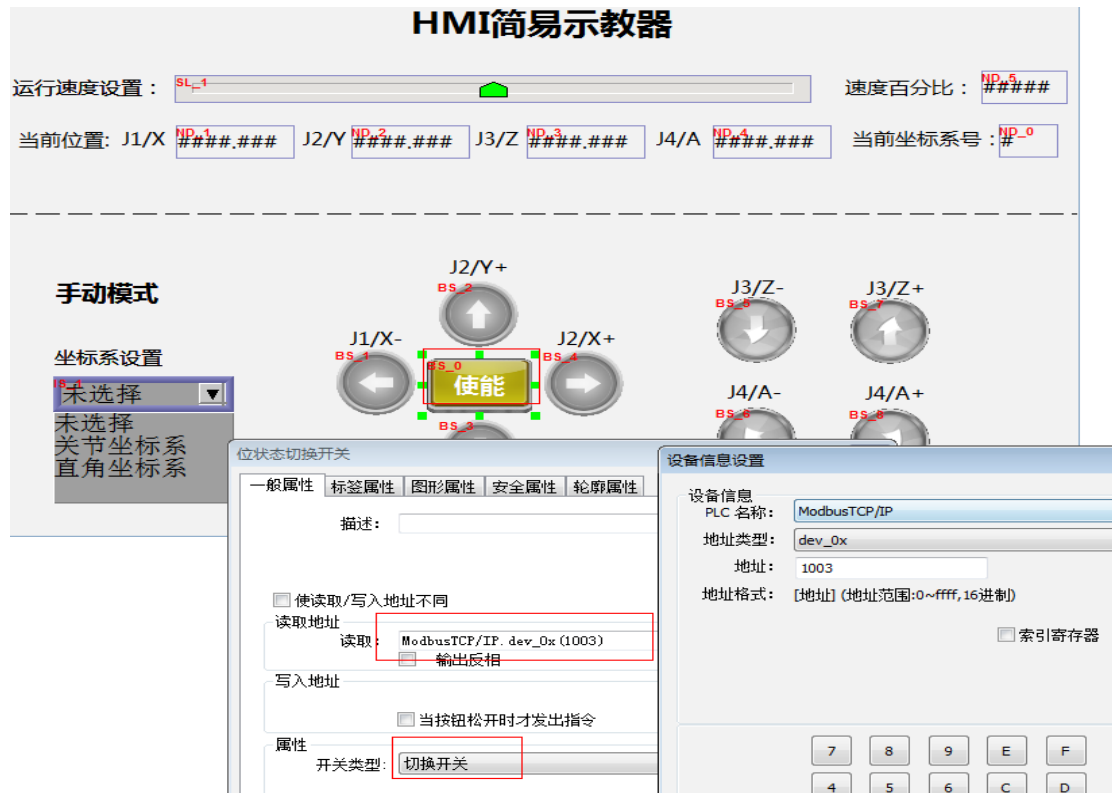 HMI简易示教器
运行速度设置： SL_1 速度百分比： ND_5 #####
当前位置: J1/X ND_1 ####.### J2/Y ND_2 ####.### J3/Z ND_3 ####.### J4/A ND_4 ####.### 当前坐标系号： ND_0 #
J2/Y+
BS_2
手动模式
J3/Z- J3/Z+
BS_5 BS_7
J1/X- J2/X+
BS_1 BS_0 BS_4
坐标系设置
使能
未选择
未选择
关节坐标系
直角坐标系
J4/A- J4/A+
BS_6 BS_8
BS_3
位状态切换开关
一般属性 标签属性 图形属性 安全属性 轮廓属性
描述：
使读取/写入地址不同
读取地址
读取： ModbusTCP/IP.dev_0x(1003)
输出反相
写入地址
当按钮松开时才发出指令
属性
开关类型: 切换开关
设备信息设置
设备信息
PLC 名称： ModbusTCP/IP
地址类型： dev_0x
地址： 1003
地址格式： [地址] (地址范围:0~ffff,16进制)
索引寄存器
7 8 9 E F
4 5 6 C D